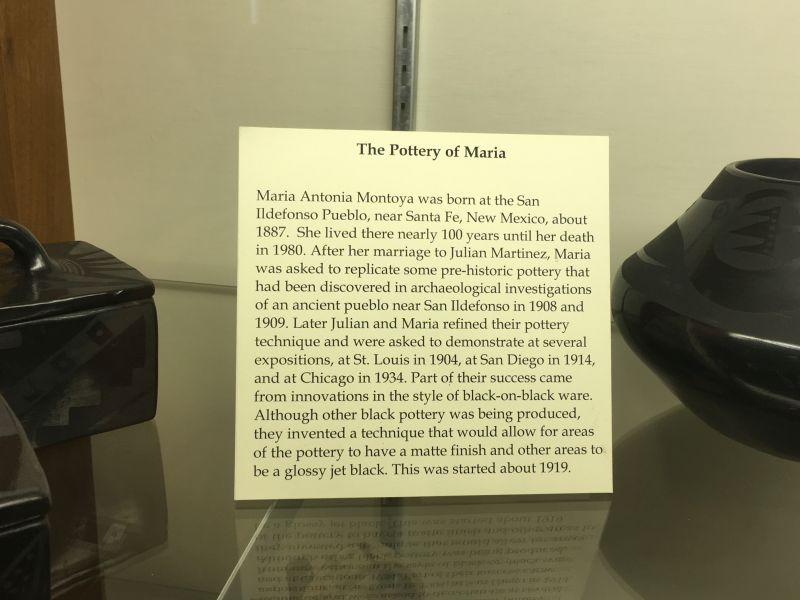 The Pottery of Maria
Maria Antonia Montoya was born at the San
Ildefonso Pueblo, near Santa Fe, New Mexico, about
1887. She lived there nearly 100 years until her death
in 1980. After her marriage to Julian Martinez, Maria
was asked to replicate some pre-historic pottery that
had been discovered in archaeological investigations
of an ancient pueblo near San Ildefonso in 1908 and
1909. Later Julian and Maria refined their pottery
technique and were asked to demonstrate at several
expositions, at St. Louis in 1904, at San Diego in 1914,
and at Chicago in 1934. Part of their success came
from innovations in the style of black-on-black ware.
Although other black pottery was being produced,
they invented a technique that would allow for areas
of the pottery to have a matte finish and other areas to
be a glossy jet black. This was started about 1919.